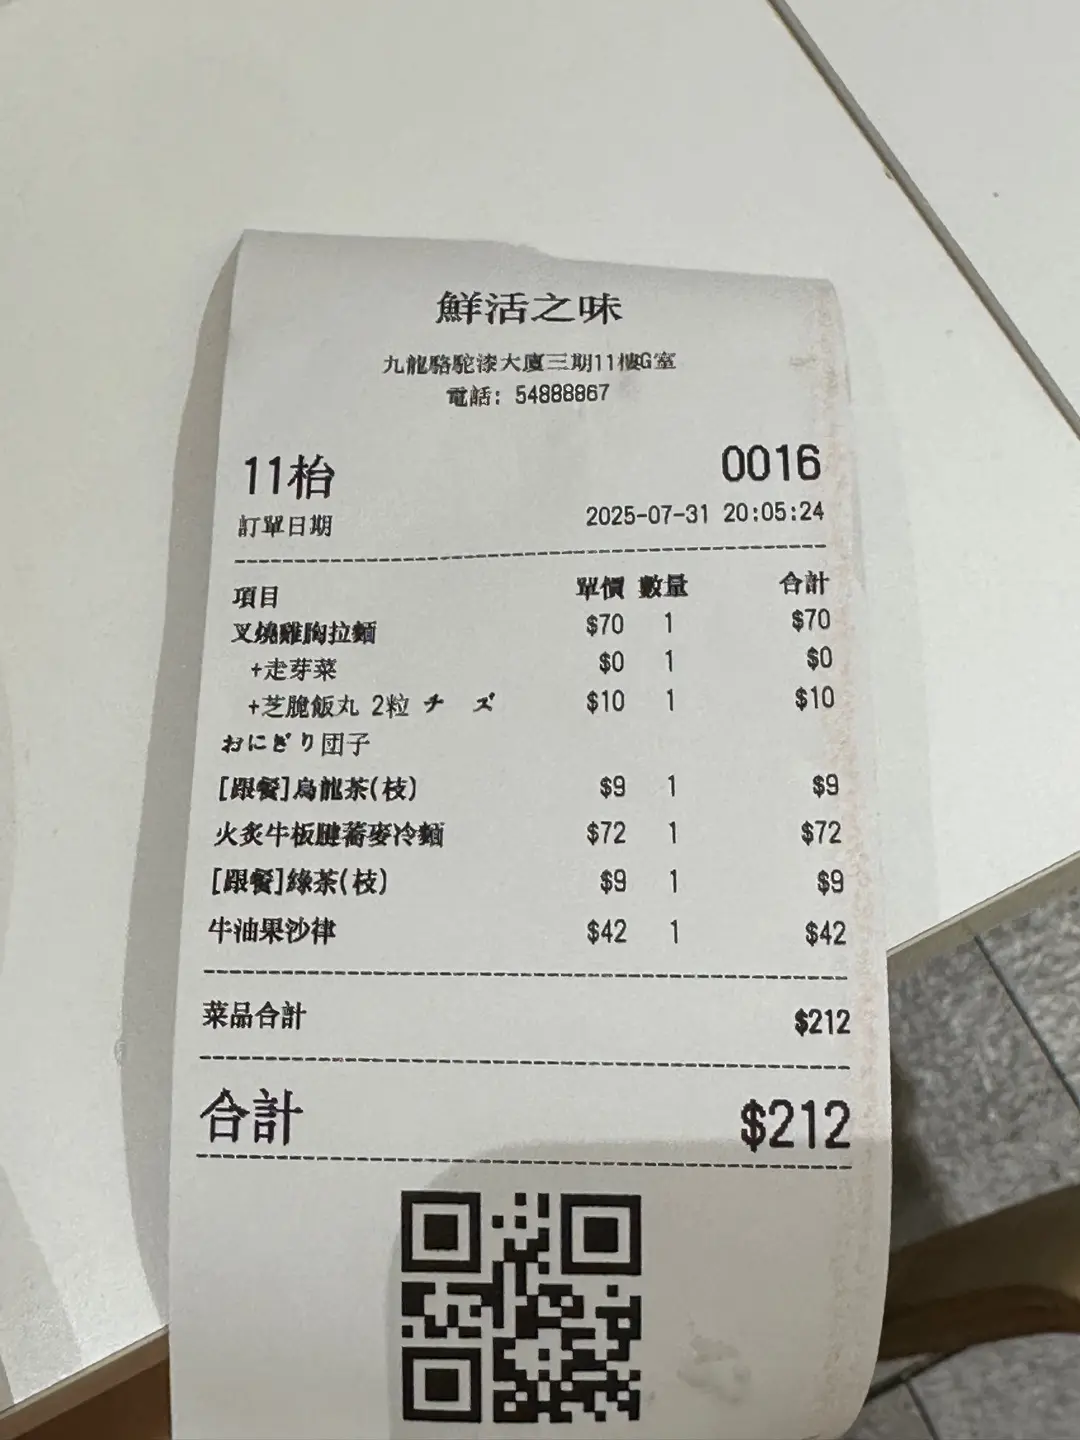 鮮活之味
九龍駱駝漆大廈三期11樓G室
電話: 54888867
11枱 0016
訂單日期 2025-07-31 20:05:24
項目 單價 數量 合計
叉燒雞胸拉麵 $70 1 $70
+走芽菜 $0 1 $0
+芝脆飯丸 2粒 チ ズ $10 1 $10
おにぎり団子
[跟餐]烏龍茶(枝) $9 1 $9
火炙牛板腱蕎麥冷麵 $72 1 $72
[跟餐]綠茶(枝) $9 1 $9
牛油果沙律 $42 1 $42
菜品合計 $212
合計 $212